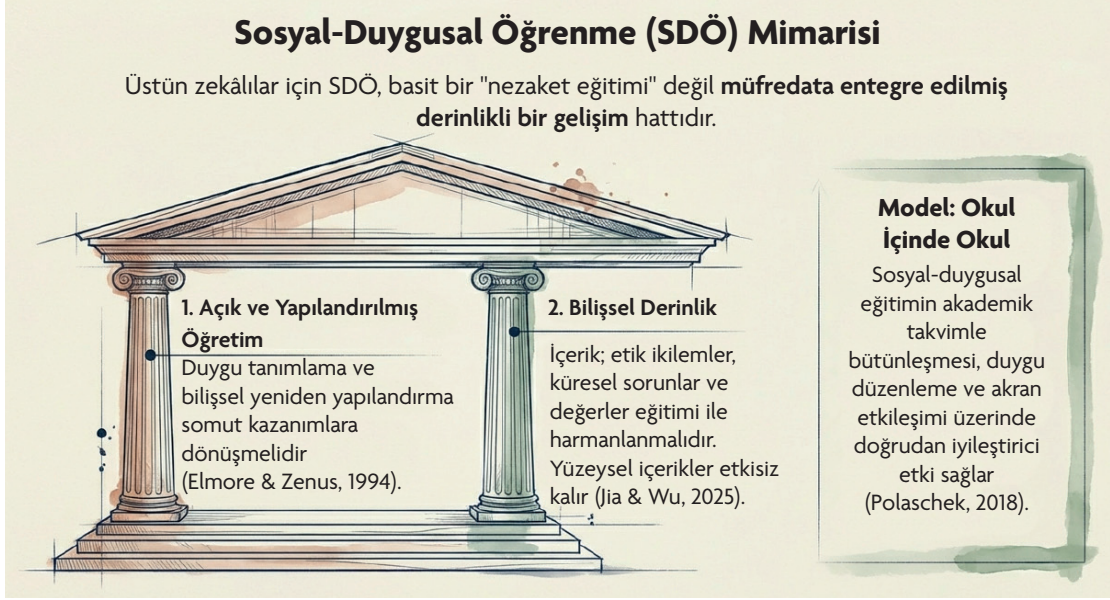 Sosyal-Duygusal Öğrenme (SDÖ) Mimarisi
Üstün zekâlılar için SDÖ, basit bir "nezaket eğitimi" değil müfredata entegre edilmiş
derinlikli bir gelişim hattıdır.
1. Açık ve Yapılandırılmış
Öğretim
Duygu tanımlama ve
bilişsel yeniden yapılandırma
somut kazanımlara
dönüşmelidir
(Elmore & Zenus, 1994).
2. Bilişsel Derinlik
İçerik; etik ikilemler,
küresel sorunlar ve
değerler eğitimi ile
harmanlanmalıdır.
Yüzeysel içerikler etkisiz
kalır (Jia & Wu, 2025).
Model: Okul
İçinde Okul
Sosyal-duygusal
eğitimin akademik
takvimle
bütünleşmesi, duygu
düzenleme ve akran
etkileşimi üzerinde
doğrudan iyileştirici
etki sağlar
(Polaschek, 2018).